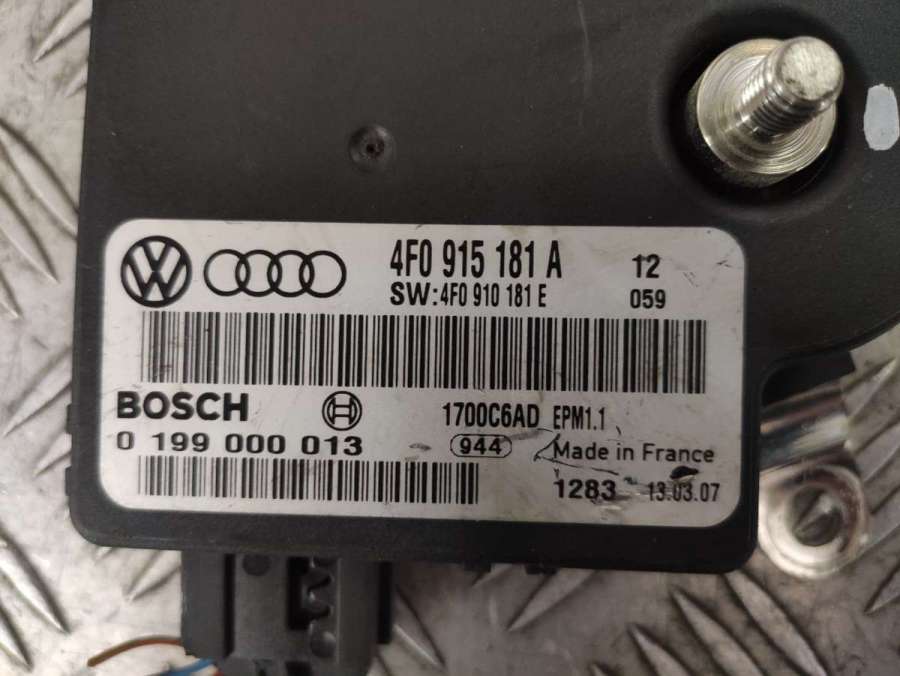 4F0 915 181 A 12
SW:4F0 910 181 E 059
BOSCH 1700C6AD EPM1.1
0 199 000 013 944 Made in France
1283 13.03.07